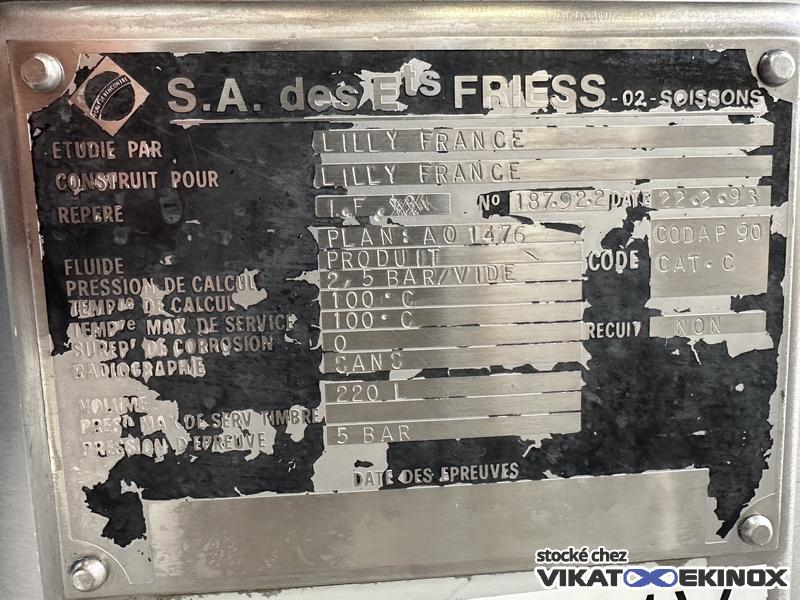 S.A. des Ets FRIESS -02-SOISSONS
ETUDIE PAR LILLY FRANCE
CONSTRUIT POUR LILLY FRANCE
REPERE No 187.92.2 DATE 22.2.93
PLAN: AO 1476
FLUIDE PRODUIT CODE CODAP 90
PRESSION DE CALCUL 2,5 BAR/VIDE CAT.C
TEMPre DE CALCUL 100°C
TEMPre MAX DE SERVICE 100°C RECUIT NON
SUREPr DE CORROSION 0
RADIOGRAPHIE SANS
VOLUME 220 L
PRESn MAX DE SERV TIMBRE
PRESSION D'EPREUVE 5 BAR
DATE DES EPREUVES
stocké chez
VIKAT EKINOX